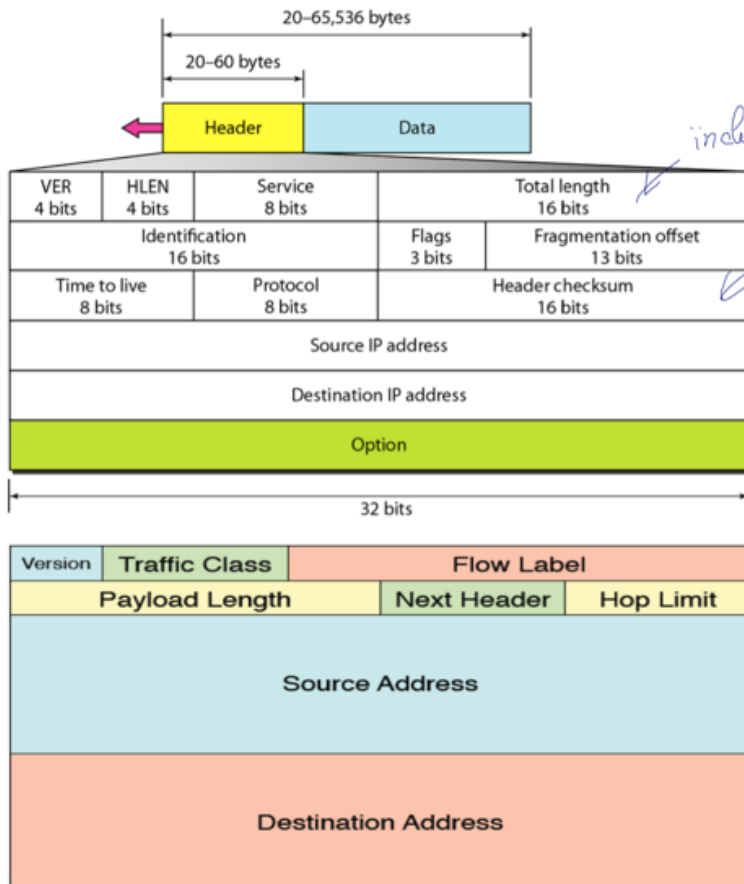 20–65,536 bytes
20–60 bytes
Header Data
VER HLEN Service Total length
4 bits 4 bits 8 bits 16 bits
Identification Flags Fragmentation offset
16 bits 3 bits 13 bits
Time to live Protocol Header checksum
8 bits 8 bits 16 bits
Source IP address
Destination IP address
Option
32 bits
Version Traffic Class Flow Label
Payload Length Next Header Hop Limit
Source Address
Destination Address